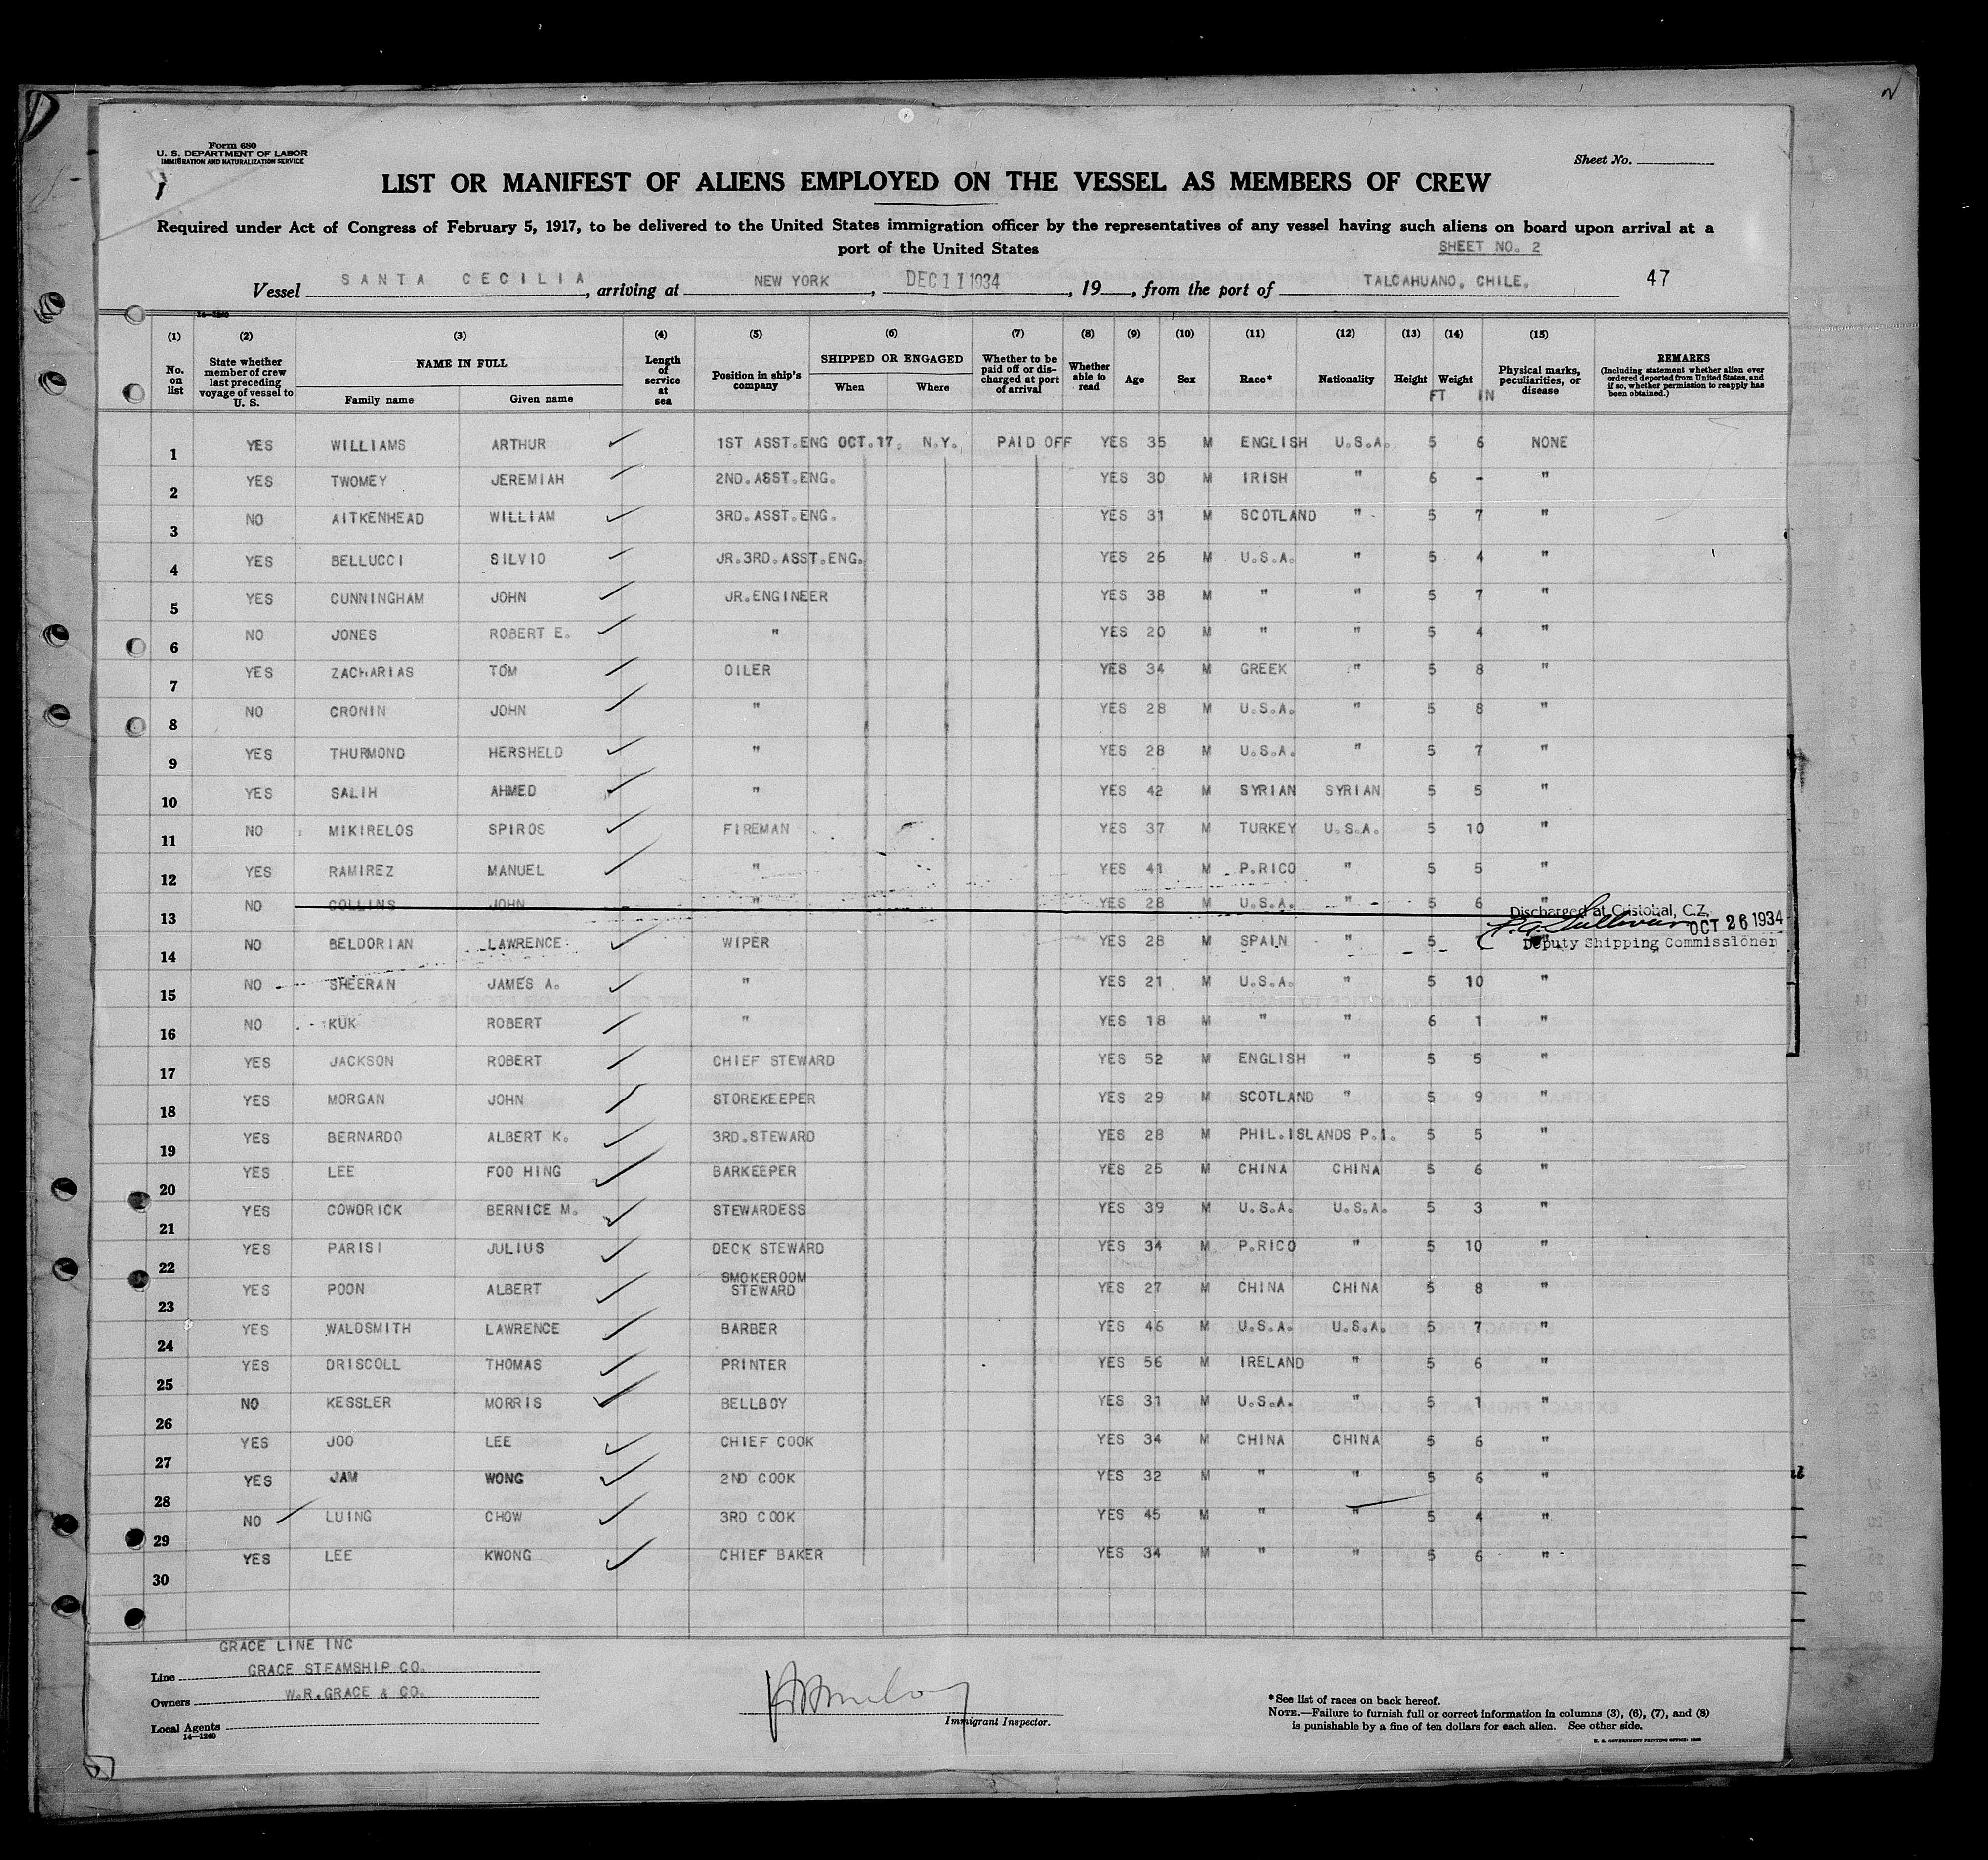 Form 680
U. S. DEPARTMENT OF LABOR
IMMIGRATION AND NATURALIZATION SERVICE
Sheet No.
LIST OR MANIFEST OF ALIENS EMPLOYED ON THE VESSEL AS MEMBERS OF CREW
Required under Act of Congress of February 5, 1917, to be delivered to the United States immigration officer by the representatives of any vessel having such aliens on board upon arrival at a
port of the United States
SHEET NO. 2
Vessel SANTA CECILIA, arriving at NEW YORK, DEC 11 1934, 19__, from the port of TALCAHUANO, CHILE. 47
14—1240
(1) (2) (3) (4) (5) (6) (7) (8) (9) (10) (11) (12) (13) (14) (15)
No. on list State whether member of crew last preceding voyage of vessel to U. S. NAME IN FULL Family name Given name Length of service at sea Position in ship's company SHIPPED OR ENGAGED When Where Whether to be paid off or discharged at port of arrival Whether able to read Age Sex Race* Nationality Height Weight Physical marks, peculiarities, or disease REMARKS (Including statement whether alien ever ordered deported from United States, and if so, whether permission to reapply has been obtained.)
FT IN
1 YES WILLIAMS ARTHUR 1ST ASST.ENG OCT.17. N.Y. PAID OFF YES 35 M ENGLISH U.S.A. 5 6 NONE
2 YES TWOMEY JEREMIAH 2ND.ASST.ENG. YES 30 M IRISH " 6 - "
3 NO AITKENHEAD WILLIAM 3RD.ASST.ENG. YES 31 M SCOTLAND " 5 7 "
4 YES BELLUCCI SILVIO JR.3RD.ASST.ENG. YES 26 M U.S.A. " 5 4 "
5 YES CUNNINGHAM JOHN JR.ENGINEER YES 38 M " " 5 7 "
6 NO JONES ROBERT E. " YES 20 M " " 5 4 "
7 YES ZACHARIAS TOM OILER YES 34 M GREEK " 5 8 "
8 NO CRONIN JOHN " YES 28 M U.S.A. " 5 8 "
9 YES THURMOND HERSHELD " YES 28 M U.S.A. " 5 7 "
10 YES SALIH AHMED " YES 42 M SYRIAN SYRIAN 5 5 "
11 NO MIKIRELOS SPIROS FIREMAN YES 37 M TURKEY U.S.A. 5 10 "
12 YES RAMIREZ MANUEL " YES 41 M P.RICO " 5 5 "
13 NO COLLINS JOHN " YES 28 M U.S.A. " 5 6 "
Discharged at Cristobal, C.Z.
OCT 26 1934
Deputy Shipping Commissioner
14 NO BELDORIAN LAWRENCE WIPER YES 28 M SPAIN " 5
15 NO SHEERAN JAMES A. " YES 21 M U.S.A. " 5 10 "
16 NO KUK ROBERT " YES 18 M " " 6 1 "
17 YES JACKSON ROBERT CHIEF STEWARD YES 52 M ENGLISH " 5 5 "
18 YES MORGAN JOHN STOREKEEPER YES 29 M SCOTLAND " 5 9 "
19 YES BERNARDO ALBERT K. 3RD.STEWARD YES 28 M PHIL.ISLANDS P.I. 5 5 "
20 YES LEE FOO HING BARKEEPER YES 25 M CHINA CHINA 5 6 "
21 YES COWDRICK BERNICE M. STEWARDESS YES 39 M U.S.A. U.S.A. 5 3 "
22 YES PARISI JULIUS DECK STEWARD YES 34 M P.RICO " 5 10 "
23 YES POON ALBERT SMOKEROOM STEWARD YES 27 M CHINA CHINA 5 8 "
24 YES WALDSMITH LAWRENCE BARBER YES 46 M U.S.A. U.S.A. 5 7 "
25 YES DRISCOLL THOMAS PRINTER YES 56 M IRELAND " 5 6 "
26 NO KESSLER MORRIS BELLBOY YES 31 M U.S.A. " 5 1 "
27 YES JOO LEE CHIEF COOK YES 34 M CHINA CHINA 5 6 "
28 YES JAM WONG 2ND COOK YES 32 M " " 5 6 "
29 NO LUING CHOW 3RD COOK YES 45 M " " 5 4 "
30 YES LEE KWONG CHIEF BAKER YES 34 M " " 5 6 "
GRACE LINE INC
Line GRACE STEAMSHIP CO.
Owners W.R.GRACE & CO.
Local Agents
14—1240
Immigrant Inspector.
*See list of races on back hereof.
NOTE.—Failure to furnish full or correct information in columns (3), (6), (7), and (8)
is punishable by a fine of ten dollars for each alien. See other side.